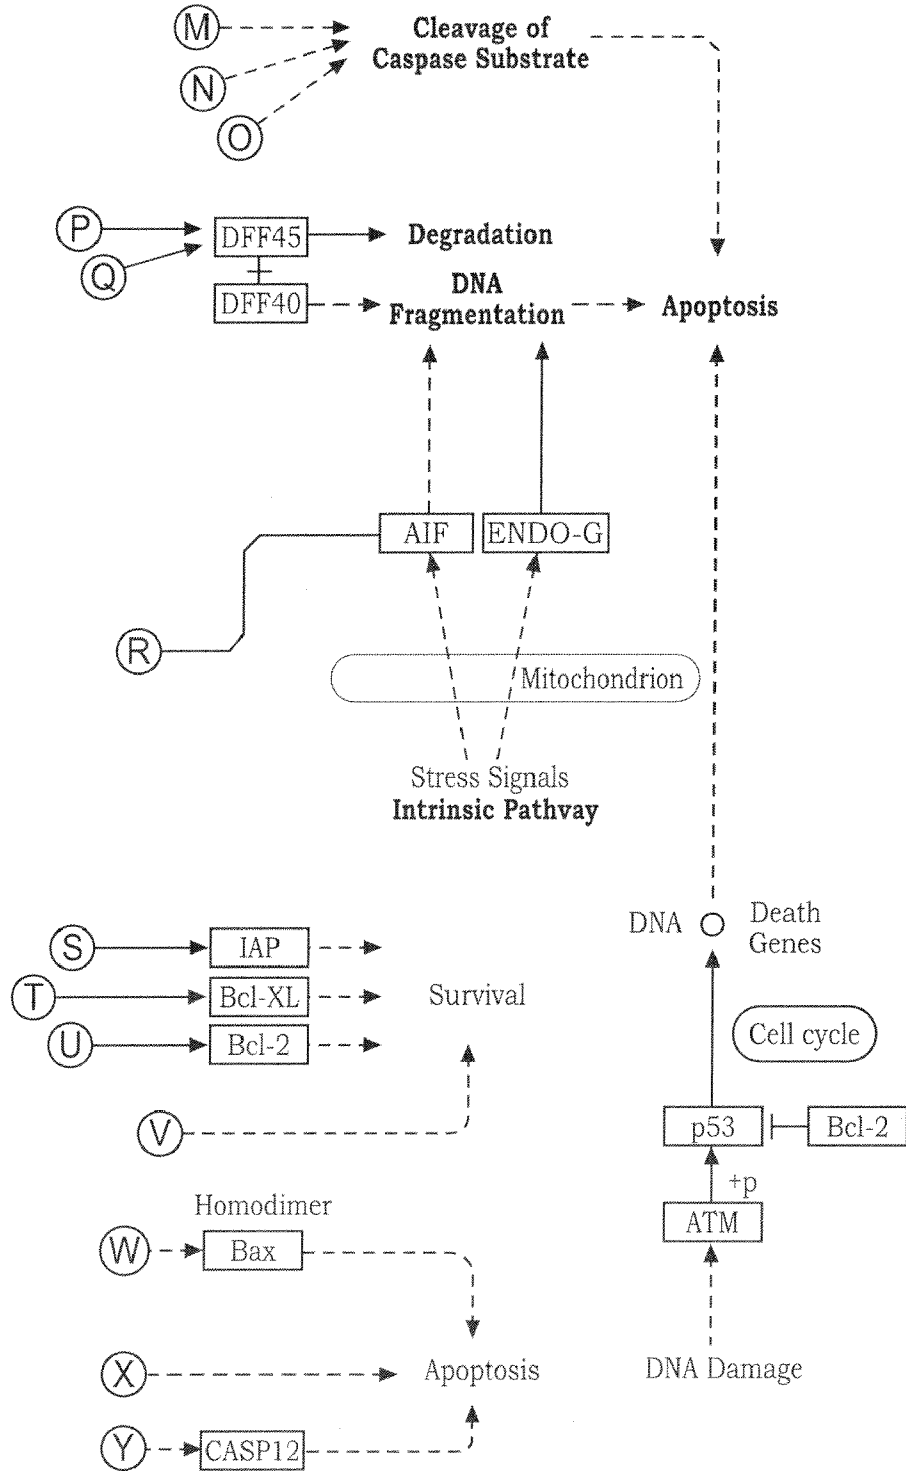 M
Cleavage of
Caspase Substrate
N
O
P
DFF45
Degradation
Q
DNA
DFF40
Fragmentation
Apoptosis
AIF
ENDO-G
R
Mitochondrion
Stress Signals
Intrinsic Pathvay
DNA
Death
Genes
S
IAP
T
Bcl-XL
Survival
U
Bcl-2
Cell cycle
V
p53
Bcl-2
+p
Homodimer
ATM
W
Bax
X
Apoptosis
DNA Damage
Y
CASP12